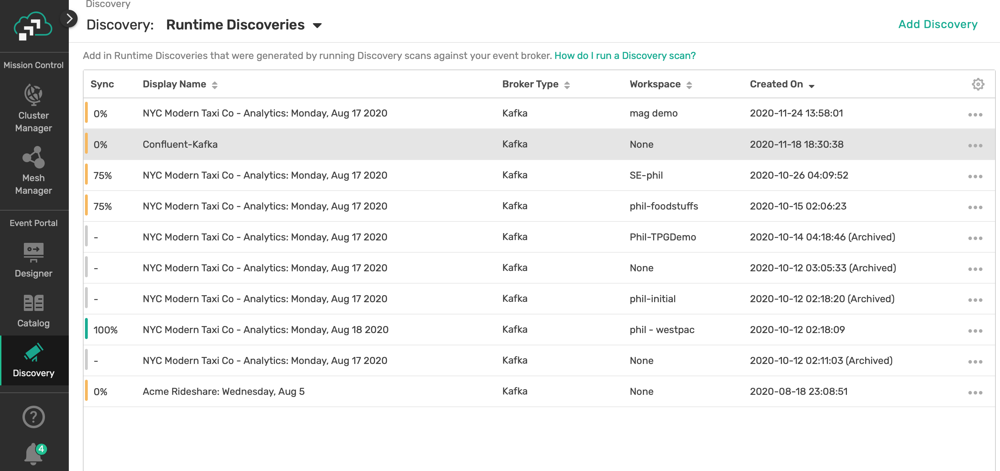 Discovery
Discovery: Runtime Discoveries
Add Discovery
Mission Control
Cluster
Manager
Mesh
Manager
Event Portal
Designer
Catalog
Discovery
?
4
Add in Runtime Discoveries that were generated by running Discovery scans against your event broker. How do I run a Discovery scan?
Sync Display Name Broker Type Workspace Created On
0% NYC Modern Taxi Co - Analytics: Monday, Aug 17 2020 Kafka mag demo 2020-11-24 13:58:01
0% Confluent-Kafka Kafka None 2020-11-18 18:30:38
75% NYC Modern Taxi Co - Analytics: Monday, Aug 17 2020 Kafka SE-phil 2020-10-26 04:09:52
75% NYC Modern Taxi Co - Analytics: Monday, Aug 17 2020 Kafka phil-foodstuffs 2020-10-15 02:06:23
- NYC Modern Taxi Co - Analytics: Monday, Aug 17 2020 Kafka Phil-TPGDemo 2020-10-14 04:18:46 (Archived)
- NYC Modern Taxi Co - Analytics: Monday, Aug 17 2020 Kafka None 2020-10-12 03:05:33 (Archived)
- NYC Modern Taxi Co - Analytics: Monday, Aug 17 2020 Kafka phil-initial 2020-10-12 02:18:20 (Archived)
100% NYC Modern Taxi Co - Analytics: Monday, Aug 18 2020 Kafka phil - westpac 2020-10-12 02:18:09
- NYC Modern Taxi Co - Analytics: Monday, Aug 17 2020 Kafka None 2020-10-12 02:11:03 (Archived)
0% Acme Rideshare: Wednesday, Aug 5 Kafka None 2020-08-18 23:08:51